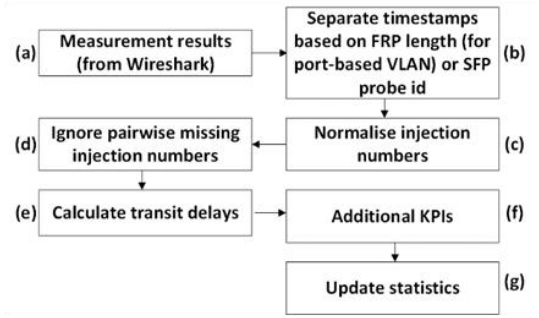 (a)
Measurement results
(from Wireshark)
Separate timestamps
based on FRP length (for
port-based VLAN) or SFP
probe id
(b)
(d)
Ignore pairwise missing
injection numbers
Normalise injection
numbers
(c)
(e)
Calculate transit delays
Additional KPIs
(f)
Update statistics
(g)